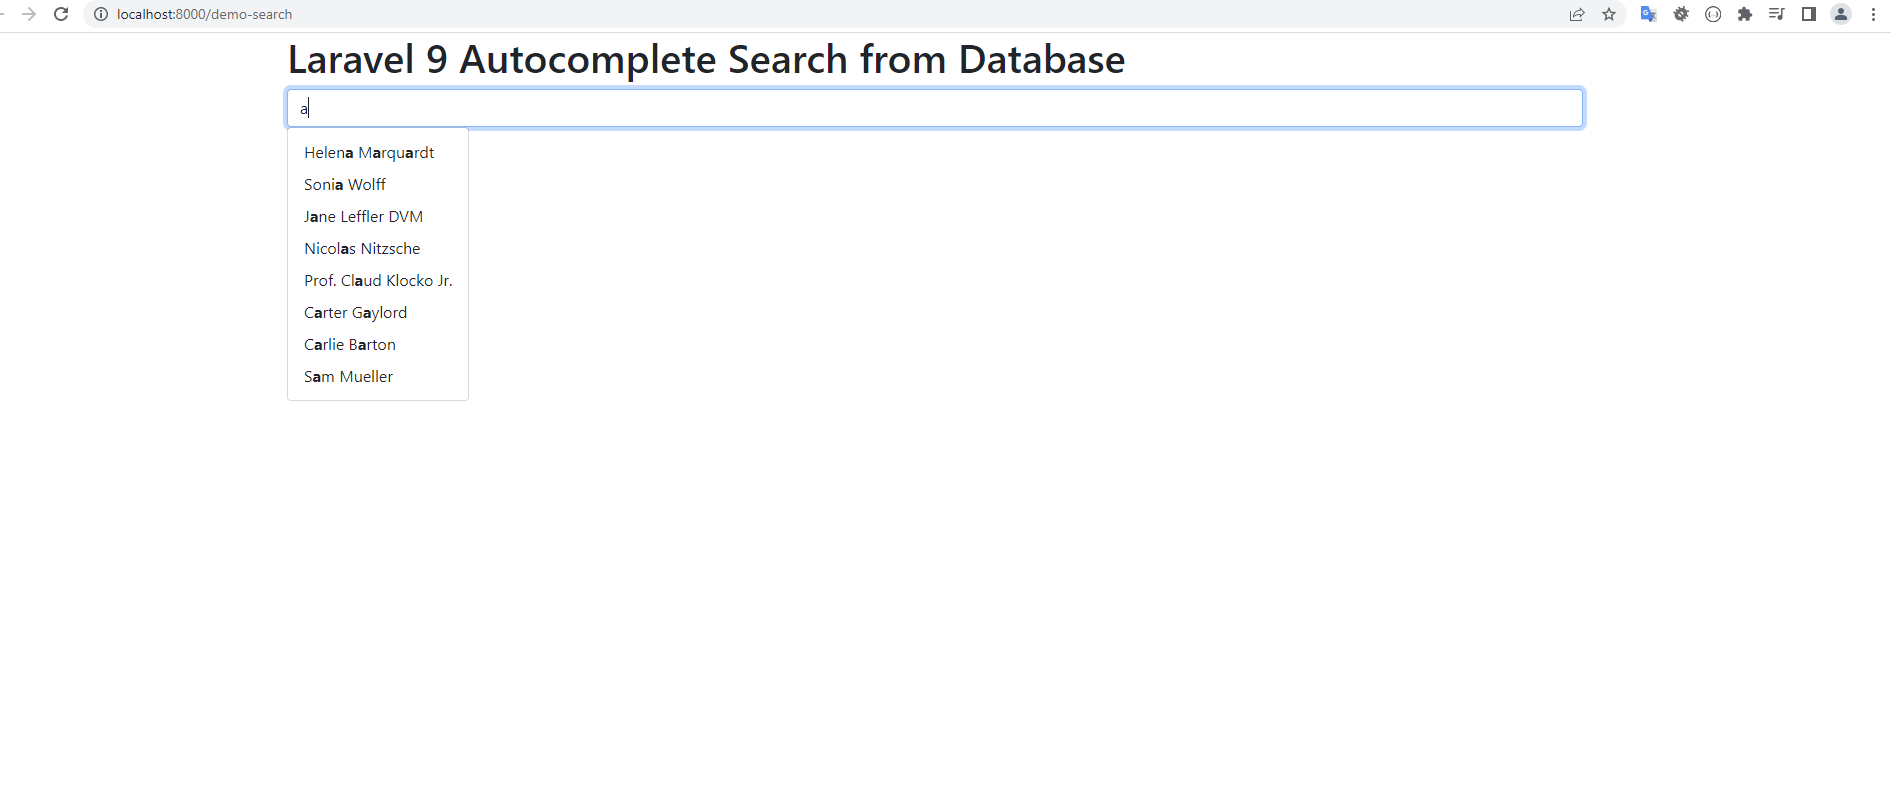 localhost:8000/demo-search
Laravel 9 Autocomplete Search from Database
a
Helena Marquardt
Sonia Wolff
Jane Leffler DVM
Nicolas Nitzsche
Prof. Claud Klocko Jr.
Carter Gaylord
Carlie Barton
Sam Mueller